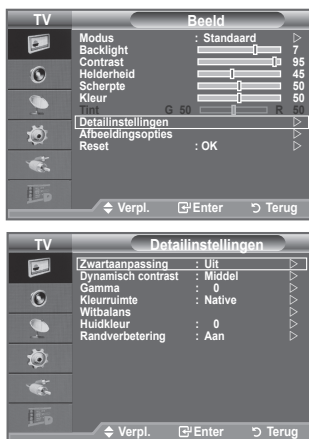 TV
Beeld
Modus : Standaard
Backlight 7
Contrast 95
Helderheid 45
Scherpte 50
Kleur 50
Tint G 50 R 50
Detailinstellingen
Afbeeldingsopties
Reset : OK
Verpl. Enter Terug
TV
Detailinstellingen
Zwartaanpassing : Uit
Dynamisch contrast : Middel
Gamma : 0
Kleurruimte : Native
Witbalans
Huidkleur : 0
Randverbetering : Aan
Verpl. Enter Terug